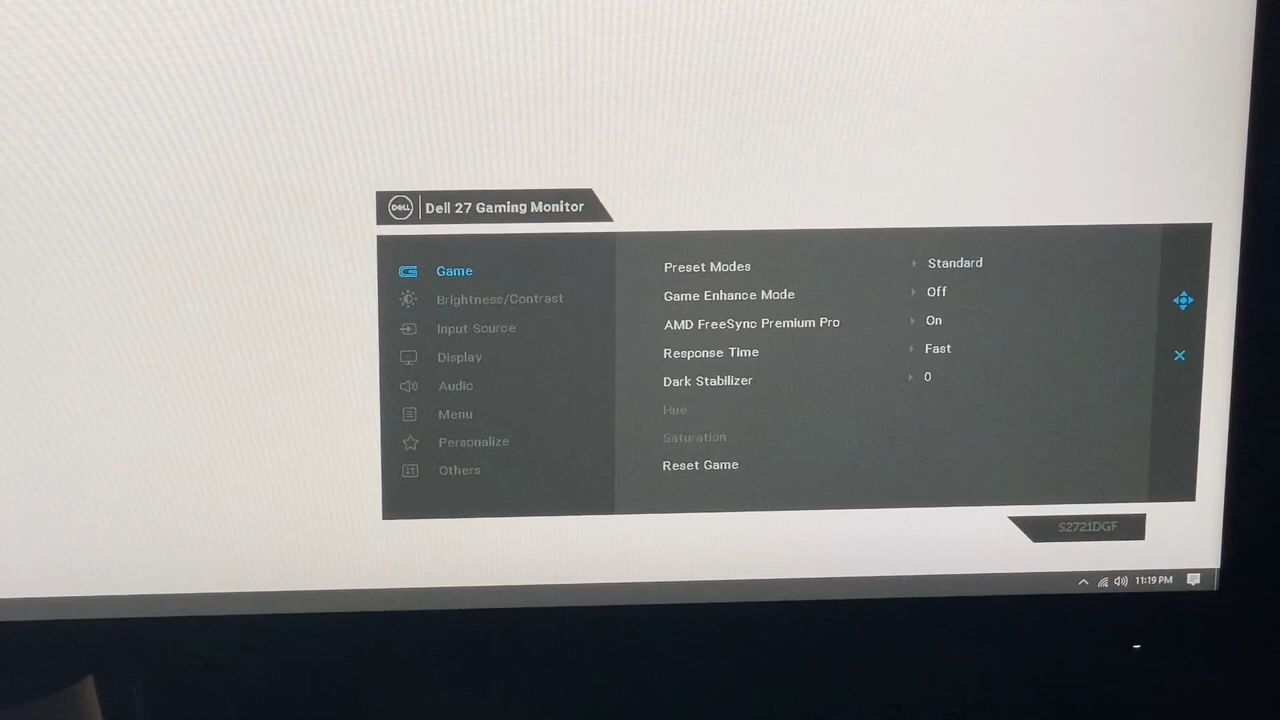 DELL
Dell 27 Gaming Monitor
Game
Brightness/Contrast
Input Source
Display
Audio
Menu
Personalize
Others
Preset Modes
Standard
Game Enhance Mode
Off
AMD FreeSync Premium Pro
On
Response Time
Fast
Dark Stabilizer
0
Hue
Saturation
Reset Game
S2721DGF
11:19 PM